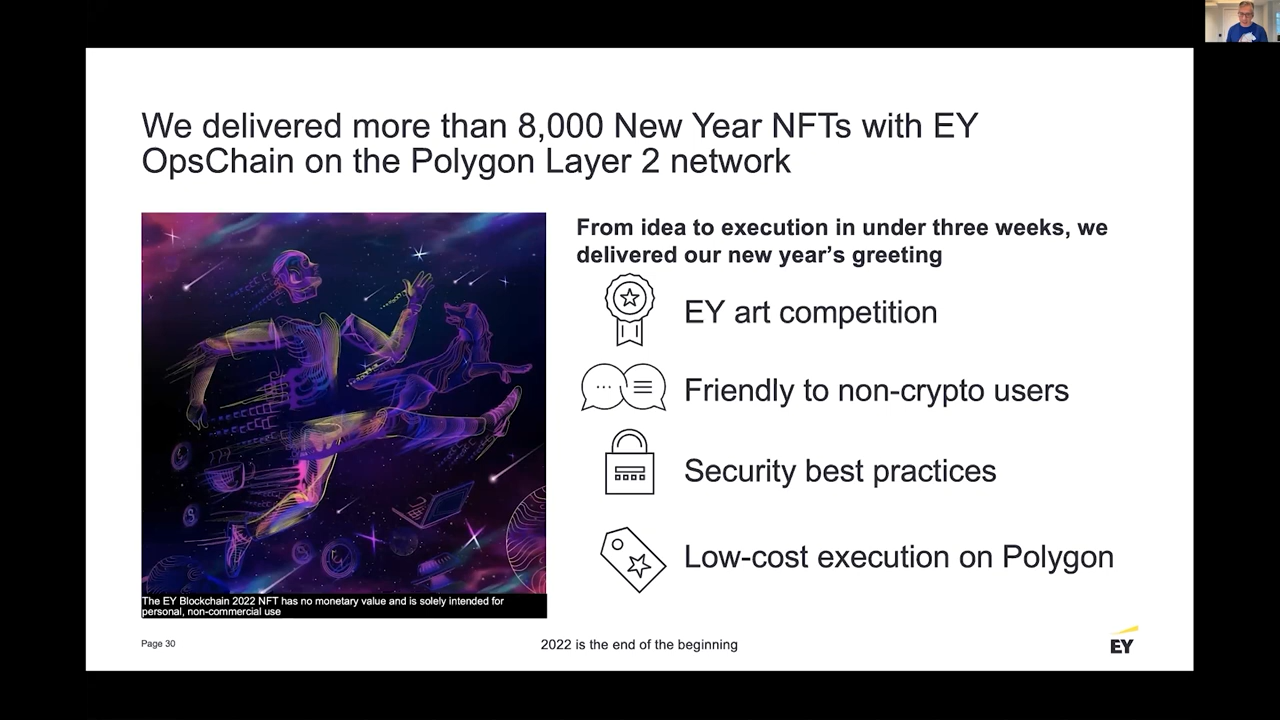 We delivered more than 8,000 New Year NFTs with EY
OpsChain on the Polygon Layer 2 network
From idea to execution in under three weeks, we
delivered our new year’s greeting
EY art competition
Friendly to non-crypto users
Security best practices
Low-cost execution on Polygon
The EY Blockchain 2022 NFT has no monetary value and is solely intended for
personal, non-commercial use
Page 30
2022 is the end of the beginning
EY